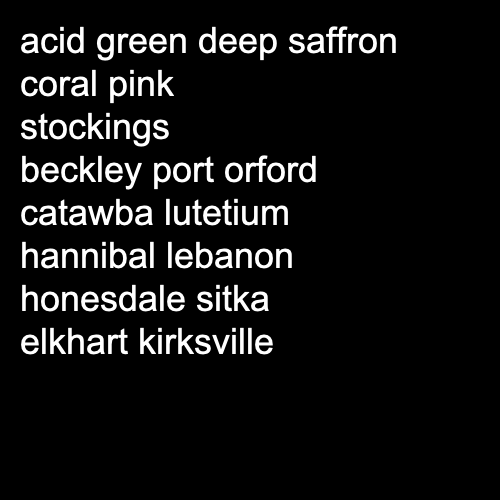 acid green deep saffron
coral pink
stockings
beckley port orford
catawba lutetium
hannibal lebanon
honesdale sitka
elkhart kirksville